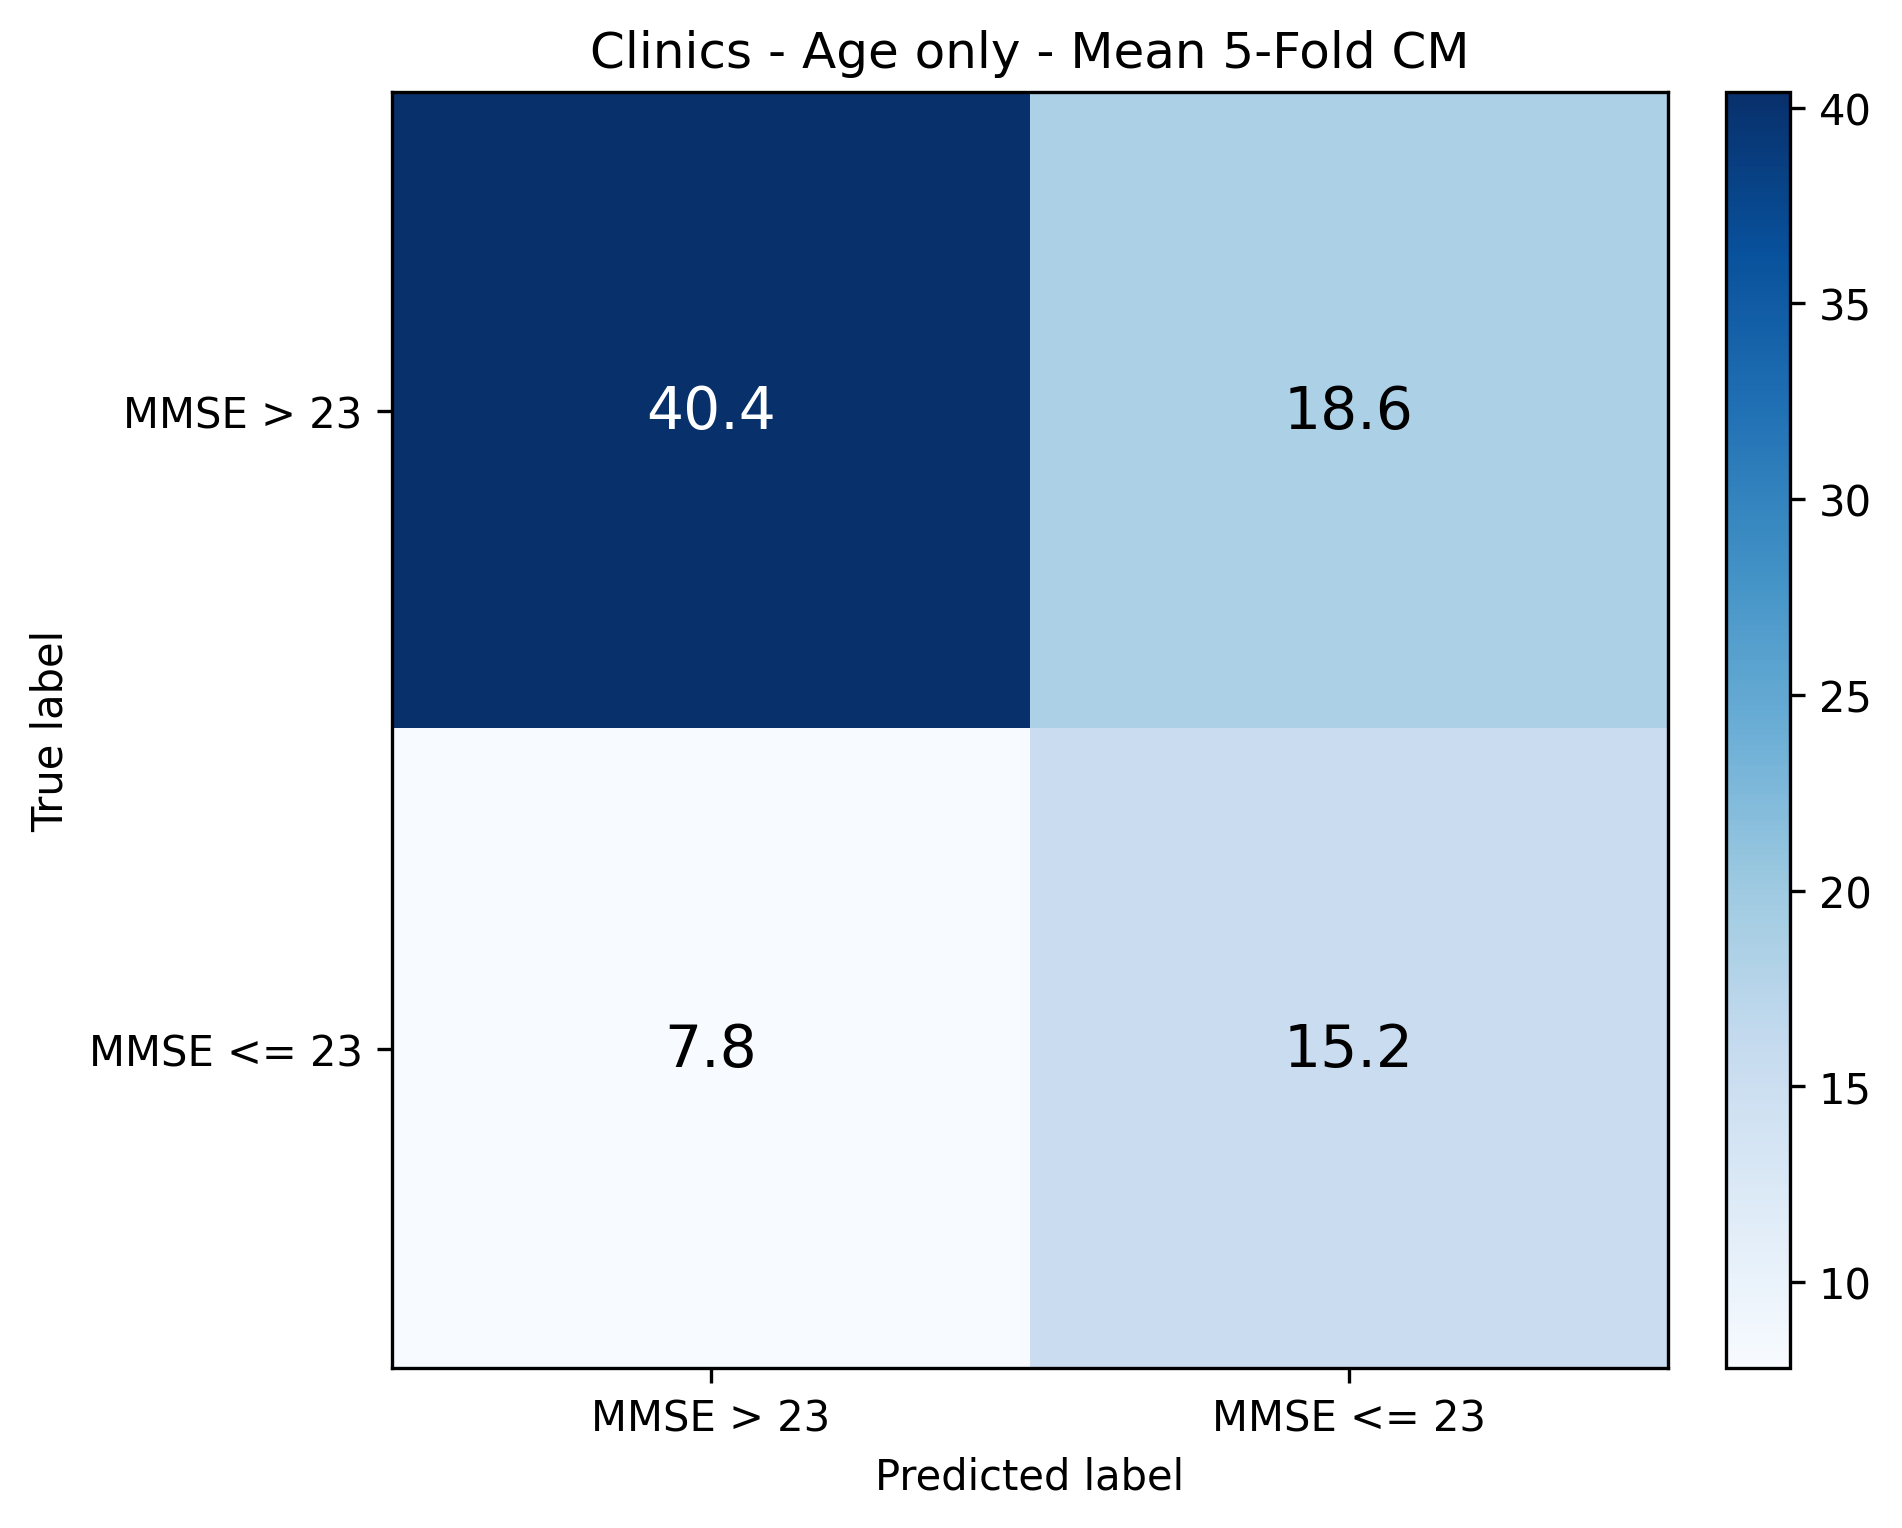 Clinics - Age only - Mean 5-Fold CM
40
35
30
25
20
15
10
True label
MMSE > 23
40.4
18.6
MMSE <= 23
7.8
15.2
MMSE > 23
MMSE <= 23
Predicted label